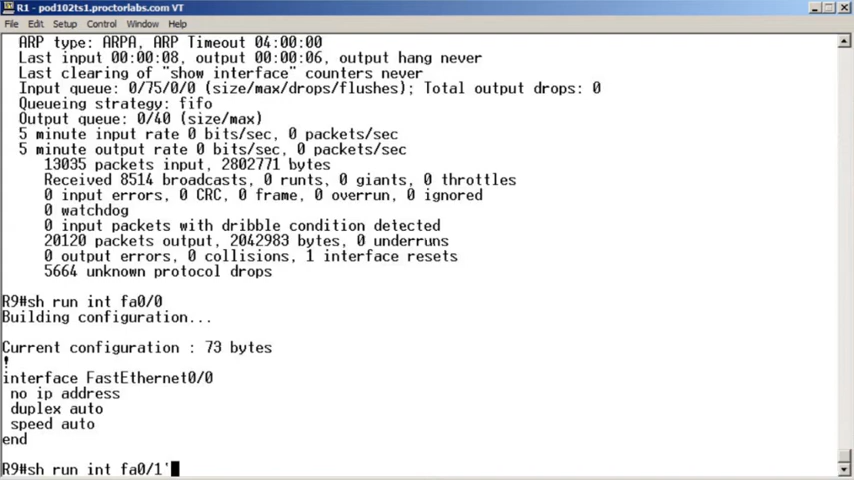 R1 - pod102ts1.proctorlabs.com VT
File Edit Setup Control Window Help
ARP type: ARPA, ARP Timeout 04:00:00
Last input 00:00:08, output 00:00:06, output hang never
Last clearing of "show interface" counters never
Input queue: 0/75/0/0 (size/max/drops/flushes); Total output drops: 0
Queueing strategy: fifo
Output queue: 0/40 (size/max)
5 minute input rate 0 bits/sec, 0 packets/sec
5 minute output rate 0 bits/sec, 0 packets/sec
13035 packets input, 2802771 bytes
Received 8514 broadcasts, 0 runts, 0 giants, 0 throttles
0 input errors, 0 CRC, 0 frame, 0 overrun, 0 ignored
0 watchdog
0 input packets with dribble condition detected
20120 packets output, 2042983 bytes, 0 underruns
0 output errors, 0 collisions, 1 interface resets
5664 unknown protocol drops
R9#sh run int fa0/0
Building configuration...
Current configuration : 73 bytes
!
interface FastEthernet0/0
no ip address
duplex auto
speed auto
end
R9#sh run int fa0/1'